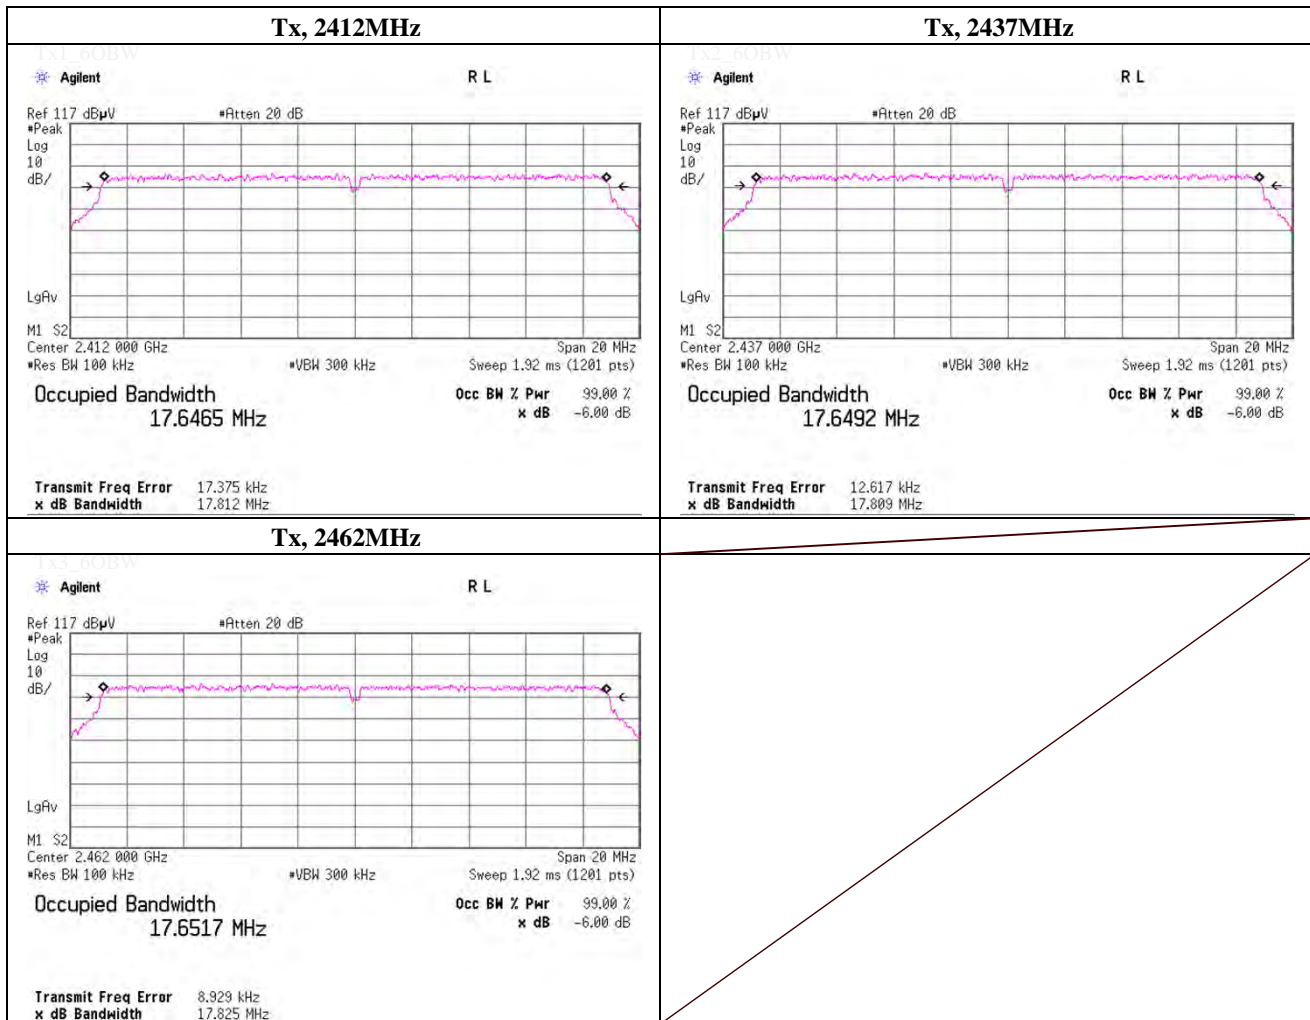 Tx, 2412MHz
Tx1_6OBW
Agilent R L
Ref 117 dBµV #Atten 20 dB
#Peak
Log
10
dB/
LgAv
M1 S2
Center 2.412 000 GHz Span 20 MHz
#Res BW 100 kHz #VBW 300 kHz Sweep 1.92 ms (1201 pts)
Occupied Bandwidth Occ BW % Pwr 99.00 %
17.6465 MHz x dB -6.00 dB
Transmit Freq Error 17.375 kHz
x dB Bandwidth 17.812 MHz
Tx, 2437MHz
Tx2_6OBW
Agilent R L
Ref 117 dBµV #Atten 20 dB
#Peak
Log
10
dB/
LgAv
M1 S2
Center 2.437 000 GHz Span 20 MHz
#Res BW 100 kHz #VBW 300 kHz Sweep 1.92 ms (1201 pts)
Occupied Bandwidth Occ BW % Pwr 99.00 %
17.6492 MHz x dB -6.00 dB
Transmit Freq Error 12.617 kHz
x dB Bandwidth 17.809 MHz
Tx, 2462MHz
Tx3_6OBW
Agilent R L
Ref 117 dBµV #Atten 20 dB
#Peak
Log
10
dB/
LgAv
M1 S2
Center 2.462 000 GHz Span 20 MHz
#Res BW 100 kHz #VBW 300 kHz Sweep 1.92 ms (1201 pts)
Occupied Bandwidth Occ BW % Pwr 99.00 %
17.6517 MHz x dB -6.00 dB
Transmit Freq Error 8.929 kHz
x dB Bandwidth 17.825 MHz